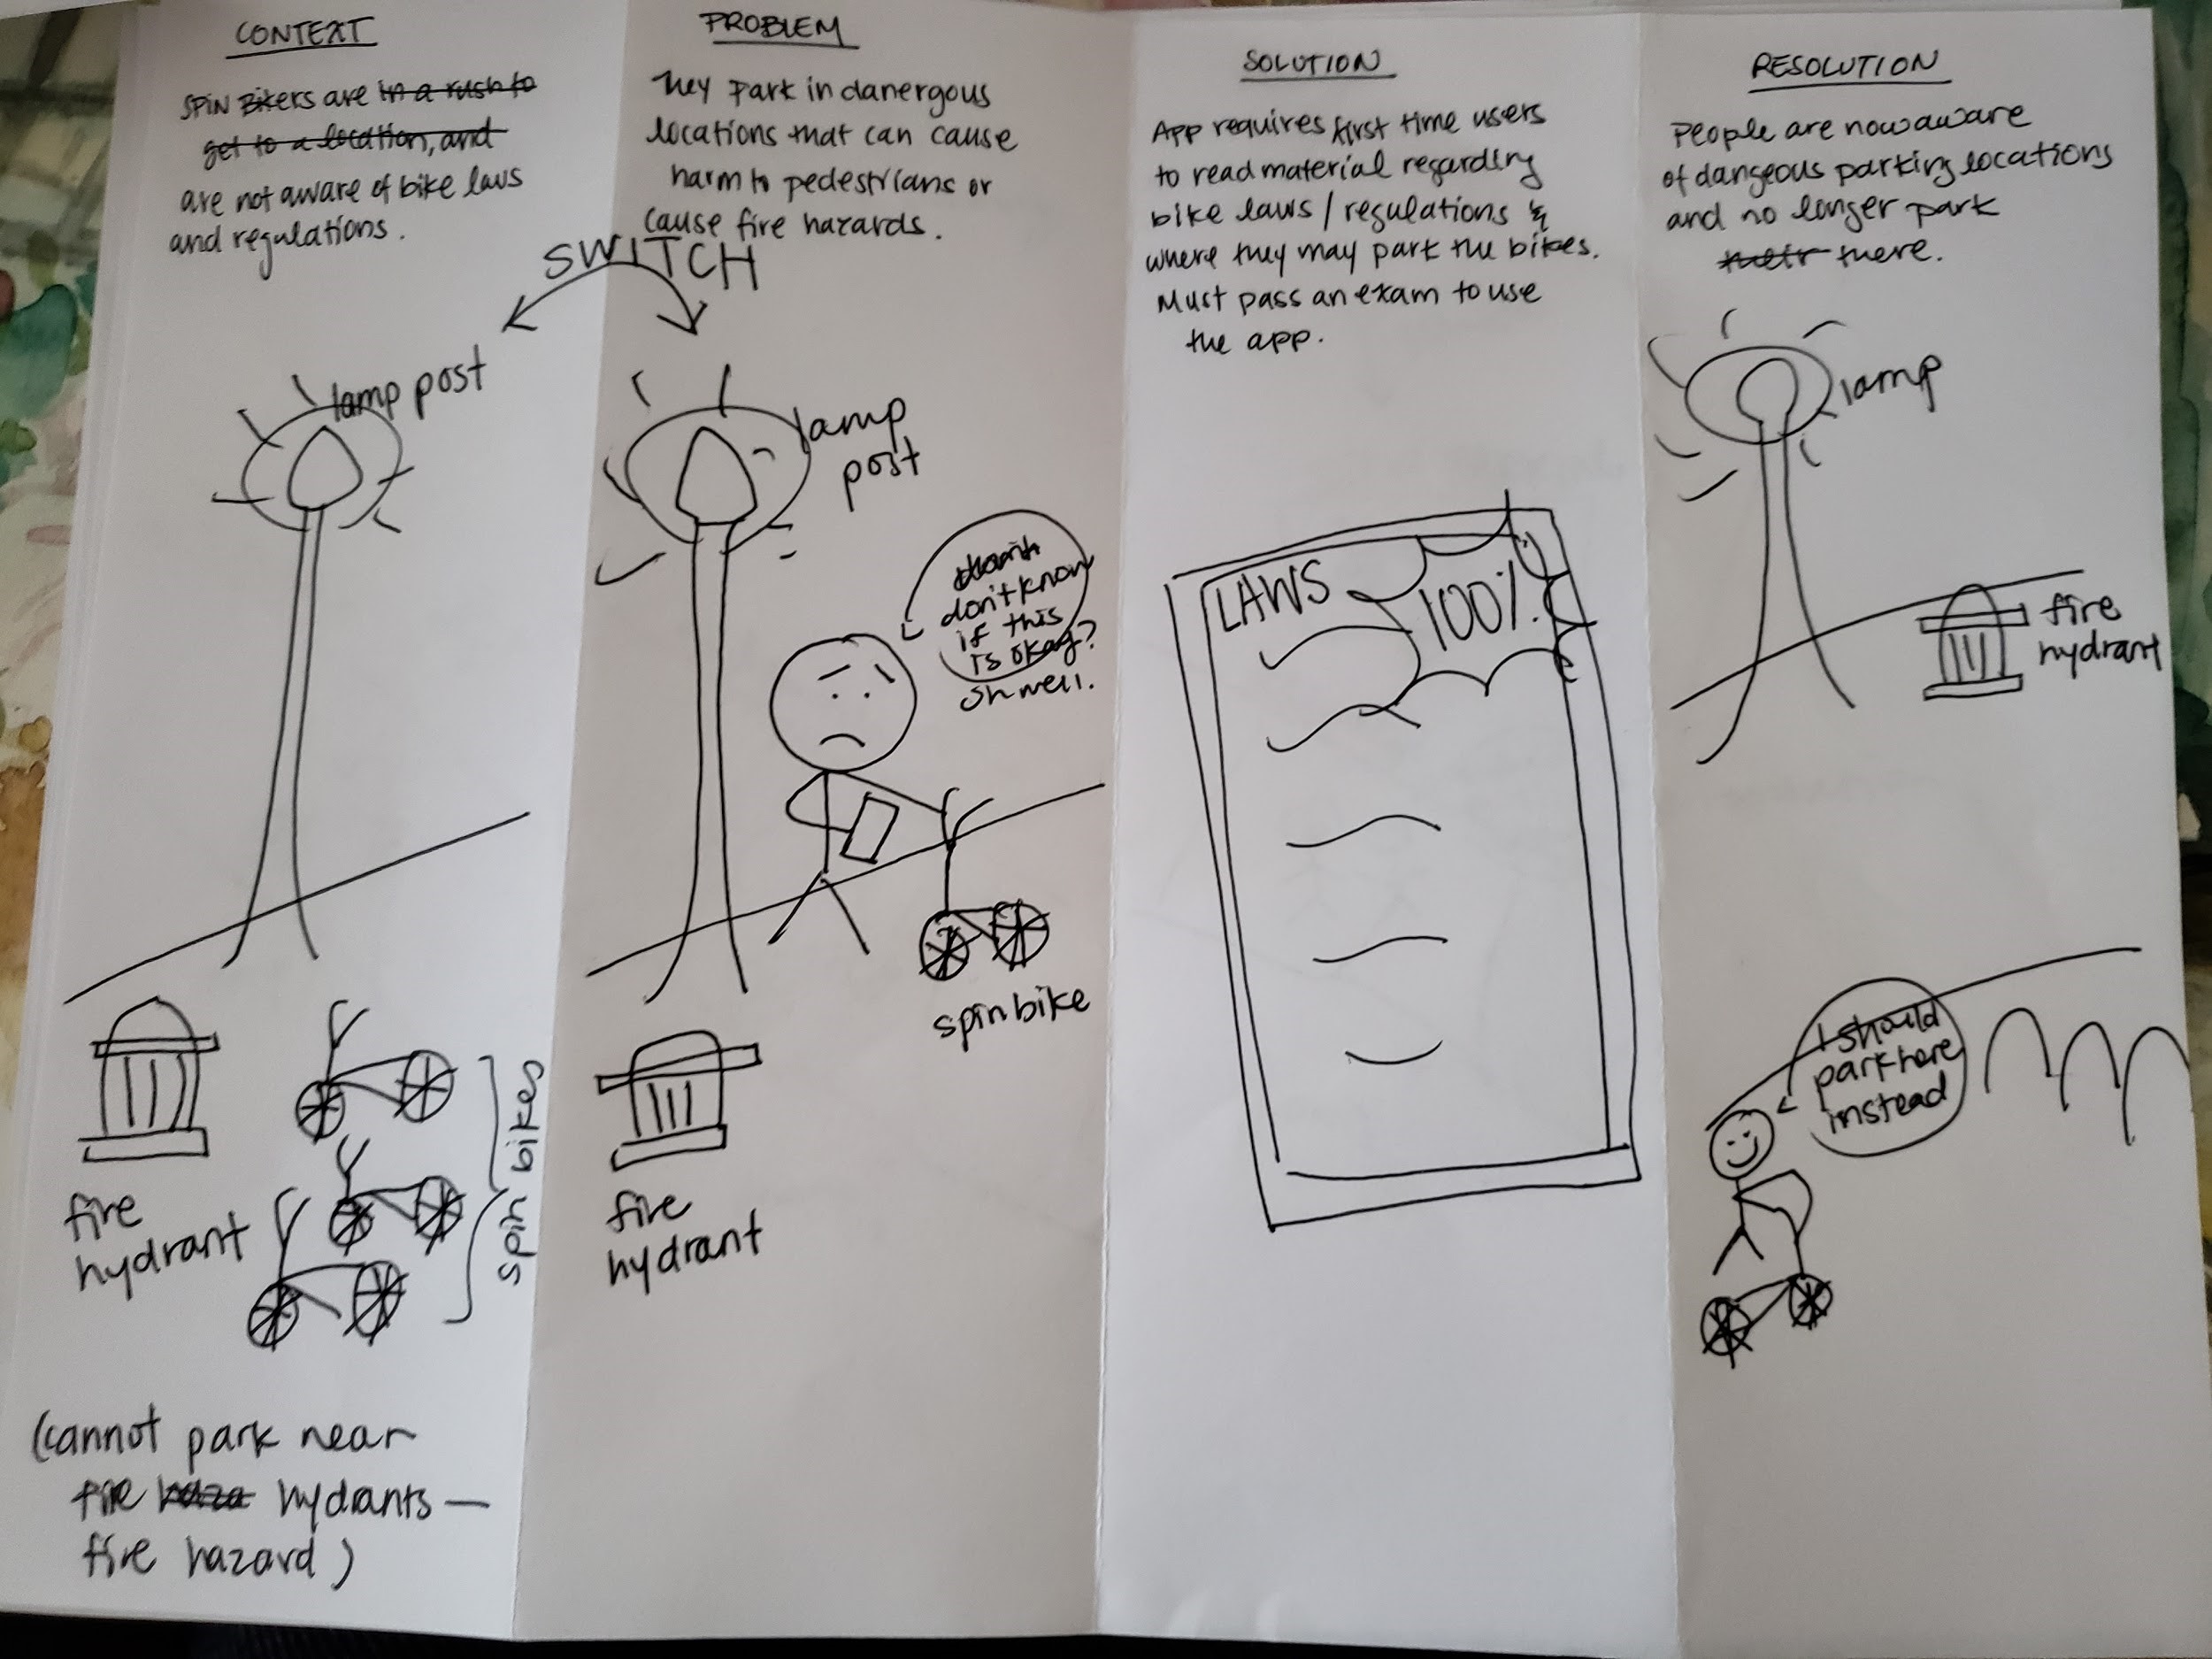 CONTEXT
SPIN Bikers are in a rush to
get to a location, and
are not aware of bike laws
and regulations.
SWITCH
lamp post
fire
hydrant
spin bikes
(cannot park near
fire haza hydrants —
fire hazard)
PROBLEM
They park in danergous
locations that can cause
harm to pedestrians or
cause fire hazards.
lamp
post
don't know
if this
is okay?
oh well.
spin bike
fire
hydrant
SOLUTION
App requires first time users
to read material regarding
bike laws / regulations &
where they may park the bikes.
Must pass an exam to use
the app.
LAWS
100%
RESOLUTION
People are now aware
of dangeous parking locations
and no longer park
their there.
lamp
fire
hydrant
I should
park here
instead